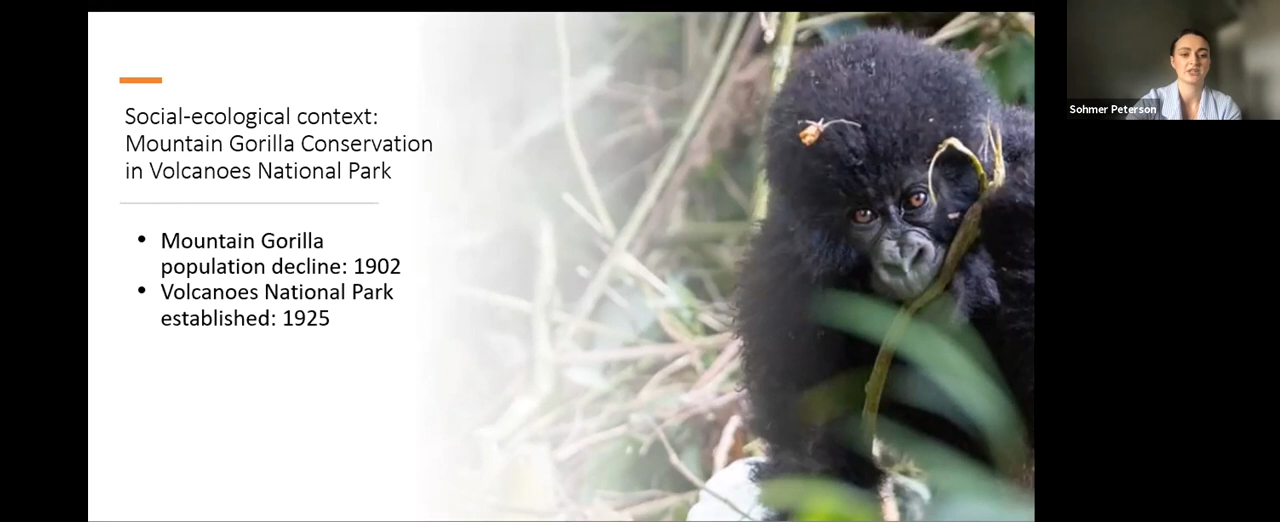 Social-ecological context:
Mountain Gorilla Conservation
in Volcanoes National Park
• Mountain Gorilla
population decline: 1902
• Volcanoes National Park
established: 1925
Sohmer Peterson